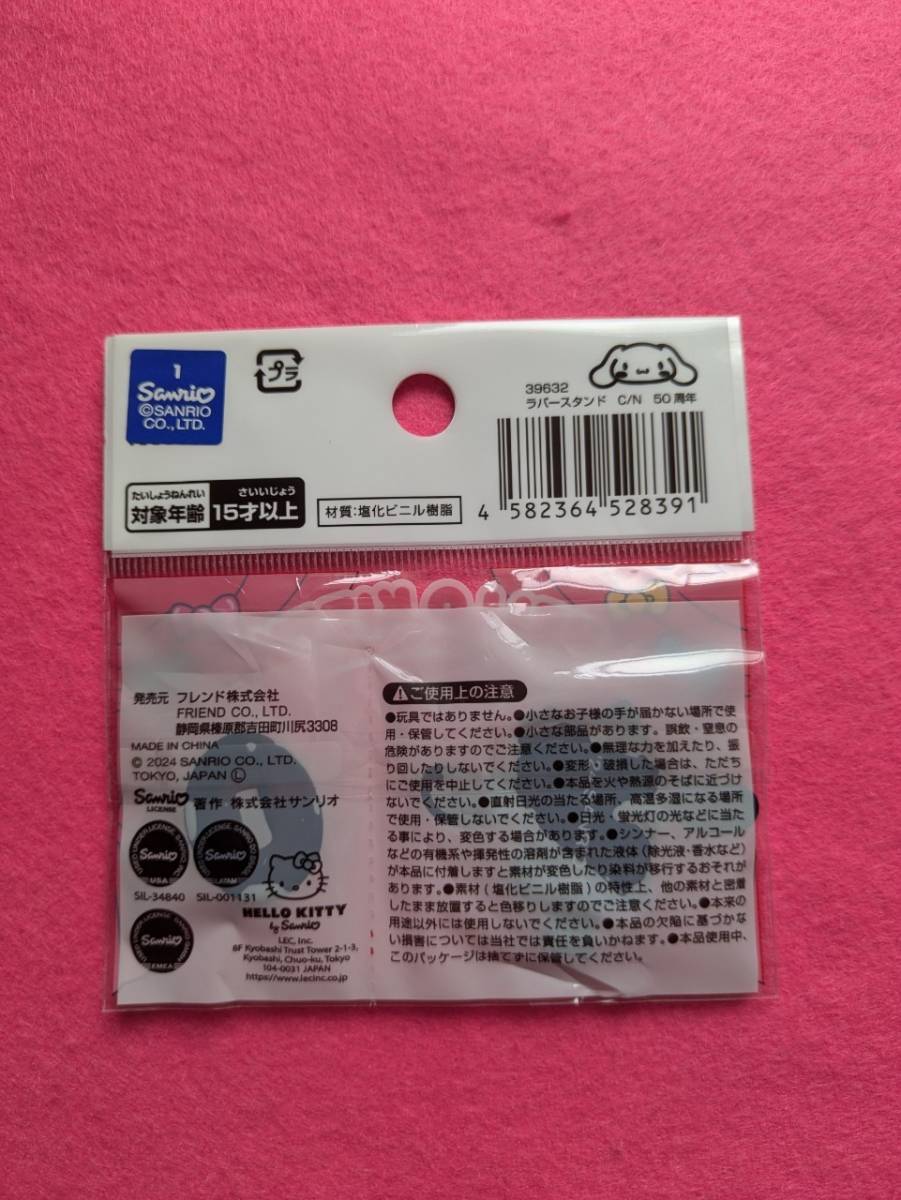 1
Sanrio
©SANRIO
CO.,LTD.
プラ
39632
ラバースタンド C/N 50周年
4 582364 528391
たいしょうねんれい さいいじょう
対象年齢 15才以上
材質:塩化ビニル樹脂
発売元 フレンド株式会社
FRIEND CO., LTD.
静岡県榛原郡吉田町川尻3308
MADE IN CHINA
© 2024 SANRIO CO., LTD.
TOKYO, JAPAN Ⓛ
Sanrio 著作 株式会社サンリオ
LICENSE
Sanrio
USA
Sanrio
LATAM
SIL-34840 SIL-001131
Sanrio
EMEA
HELLO KITTY
by Sanrio
LEC, Inc.
8F Kyobashi Trust Tower 2-1-3,
Kyobashi, Chuo-ku, Tokyo
104-0031 JAPAN
https://www.lecinc.co.jp
ご使用上の注意
●玩具ではありません。●小さなお子様の手が届かない場所で使
用・保管してください。●小さな部品があります。誤飲・窒息の
危険がありますのでご注意ください。●無理な力を加えたり、振
り回したりしないでください。●変形・破損した場合は、ただち
にご使用を中止してください。●本品を火や熱源のそばに近づけ
ないでください。●直射日光の当たる場所、高温多湿になる場所
で使用・保管しないでください。●日光・蛍光灯の光などに当た
る事により、変色する場合があります。●シンナー、アルコール
などの有機系や揮発性の溶剤が含まれた液体(除光液・香水など)
が本品に付着しますと素材が変色したり染料が移行するおそれが
あります。●素材(塩化ビニル樹脂)の特性上、他の素材と密着
したまま放置すると色移りしますのでご注意ください。●本来の
用途以外には使用しないでください。●本品の欠陥に基づかな
い損害については当社では責任を負いかねます。●本品使用中、
このパッケージは捨てずに保管してください。